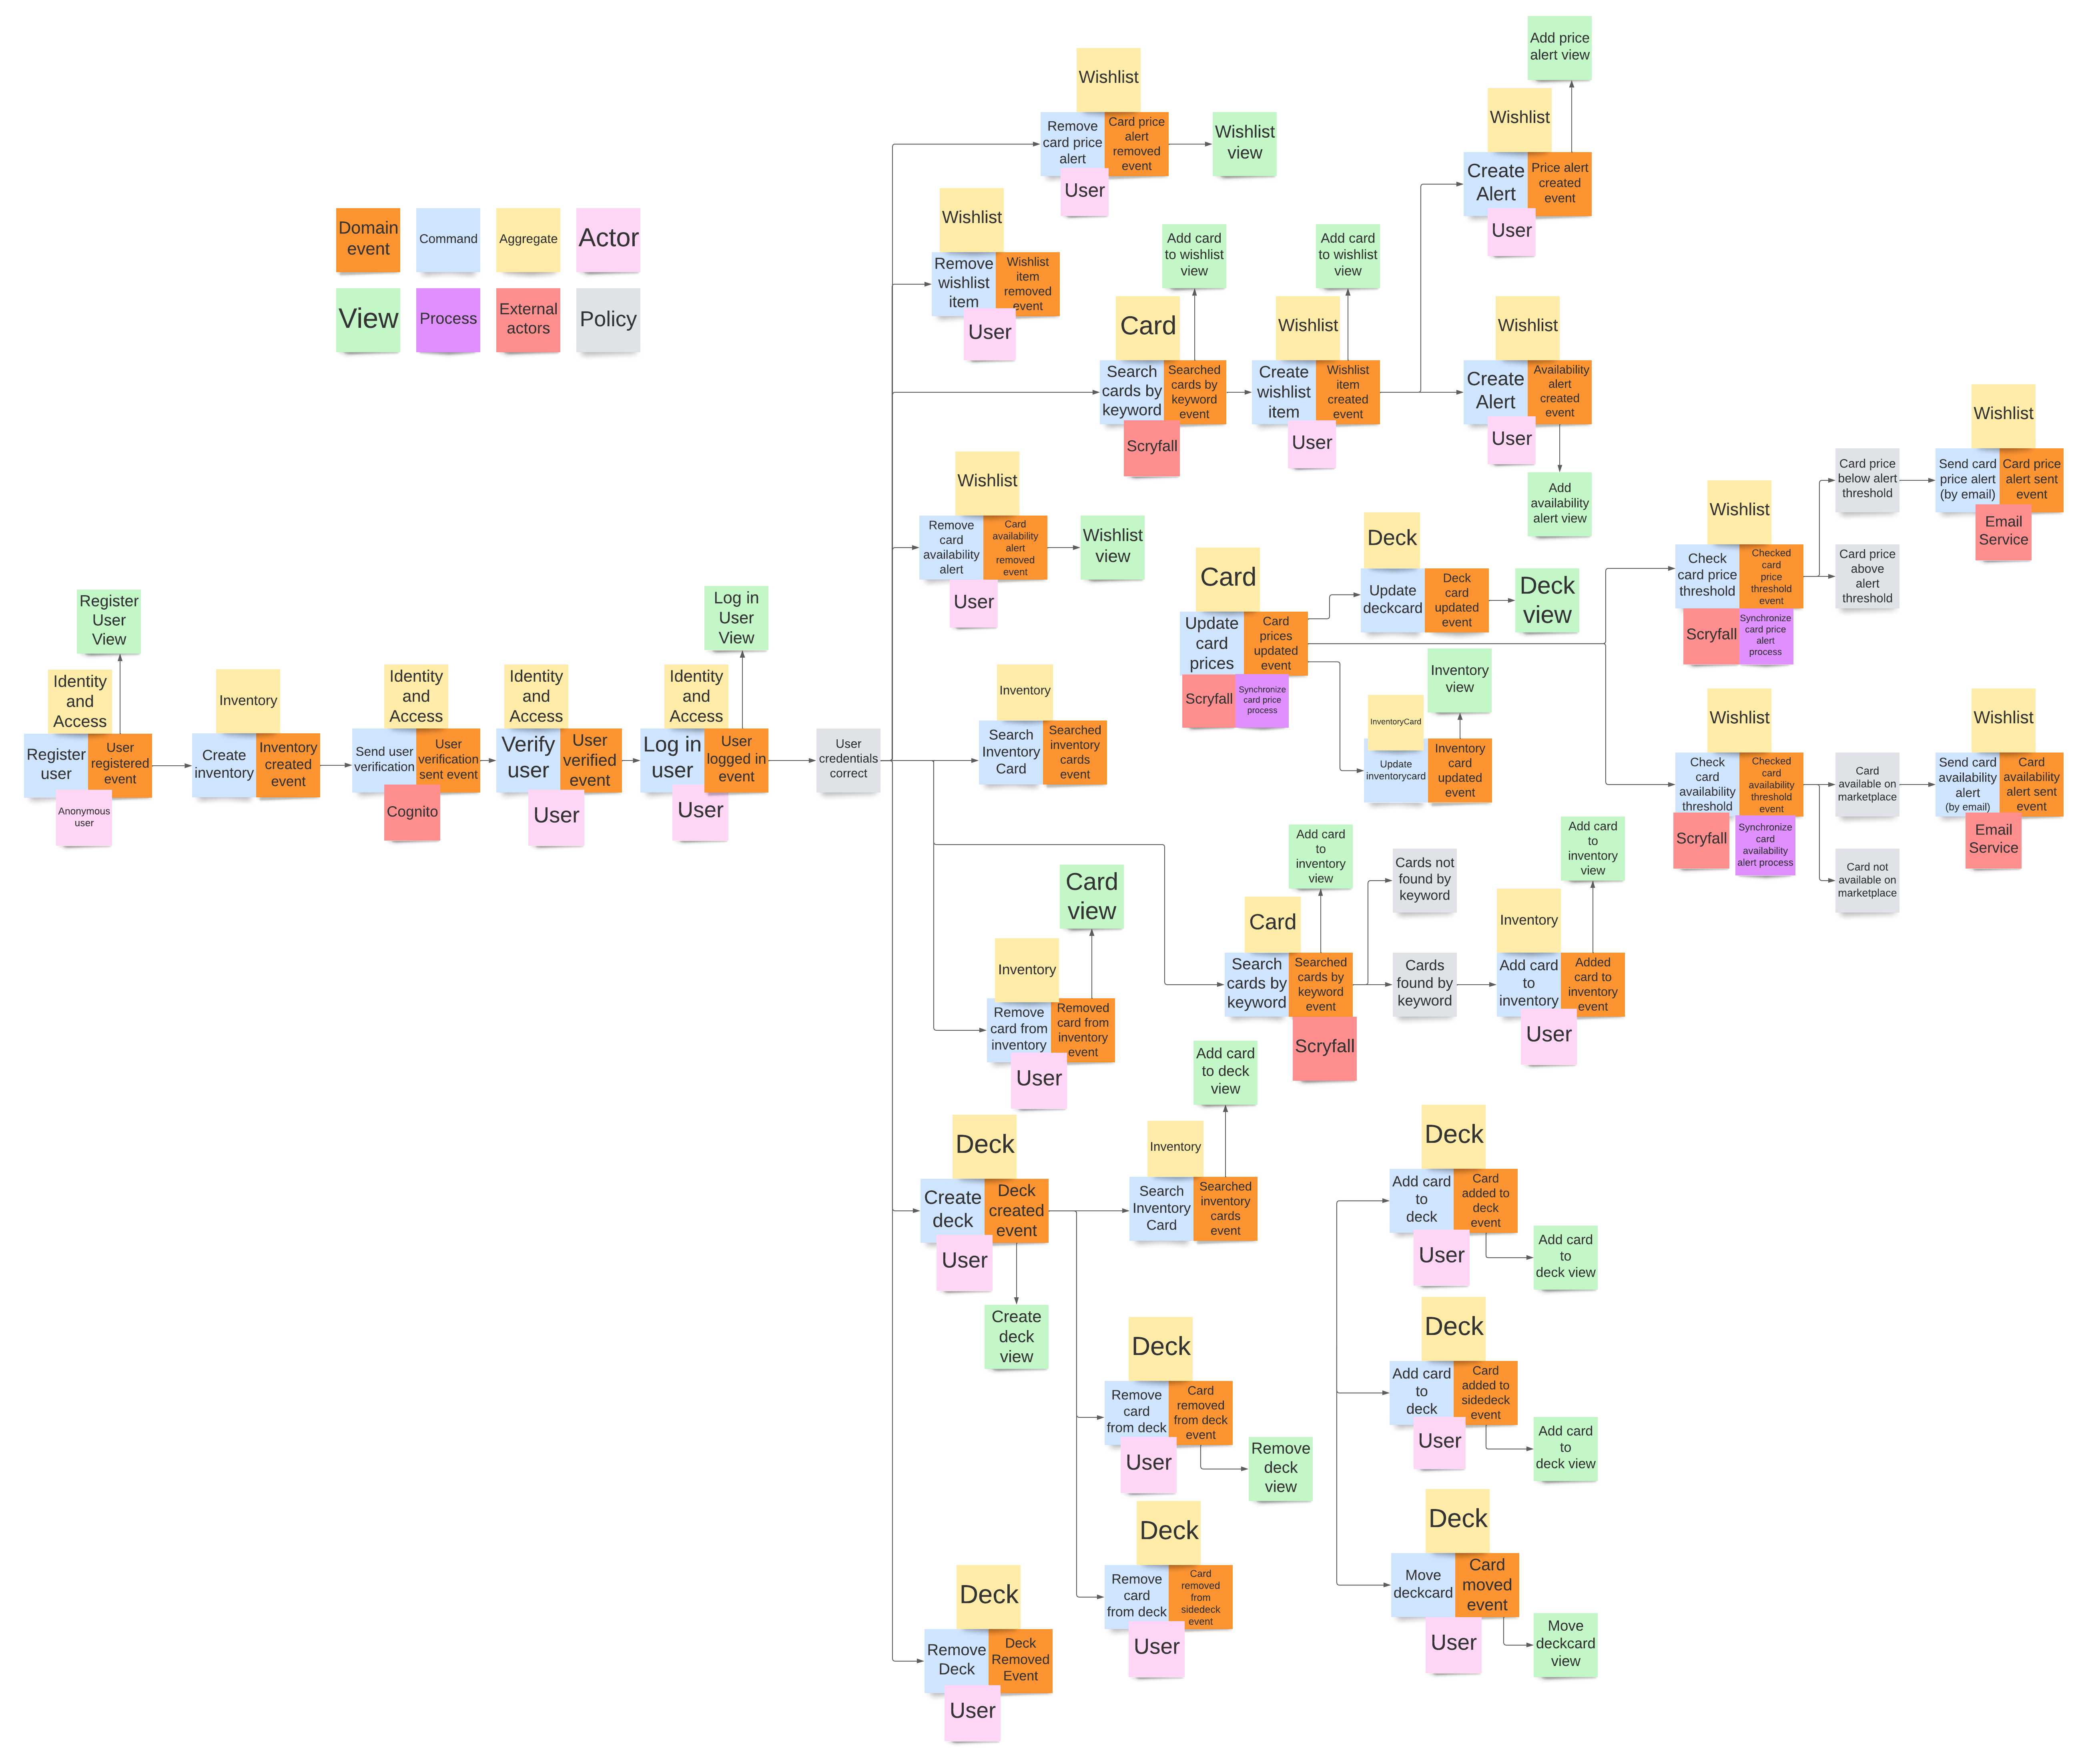 Domain
event
Command
Aggregate
Actor
View
Process
External
actors
Policy
Register
User
View
Identity
and
Access
Register
user
User
registered
event
Anonymous
user
Inventory
Create
inventory
Inventory
created
event
Identity
and
Access
Send user
verification
User
verification
sent event
Cognito
Identity
and
Access
Verify
user
User
verified
event
User
Log in
User
View
Identity
and
Access
Log in
user
User
logged in
event
User
User
credentials
correct
Wishlist
Remove
card price
alert
Card price
alert
removed
event
User
Wishlist
view
Wishlist
Remove
wishlist
item
Wishlist
item
removed
event
User
Add card
to wishlist
view
Card
Search
cards by
keyword
Searched
cards by
keyword
event
Scryfall
Add card
to wishlist
view
Wishlist
Create
wishlist
item
Wishlist
item
created
event
User
Add price
alert view
Wishlist
Create
Alert
Price alert
created
event
User
Wishlist
Create
Alert
Availability
alert
created
event
User
Add
availability
alert view
Wishlist
Remove
card
availability
alert
Card
availability
alert
removed
event
User
Wishlist
view
Card
Update
card
prices
Card
prices
updated
event
Scryfall
Synchronize
card price
process
Deck
Update
deckcard
Deck
card
updated
event
Deck
view
Inventory
view
InventoryCard
Update
inventorycard
Inventory
card
updated
event
Wishlist
Check
card price
threshold
Checked
card
price
threshold
event
Scryfall
Synchronize
card price
alert
process
Card price
below alert
threshold
Card price
above
alert
threshold
Wishlist
Send card
price alert
(by email)
Card price
alert sent
event
Email
Service
Wishlist
Check
card
availability
threshold
Checked
card
availability
threshold
event
Scryfall
Synchronize
card
availability
alert process
Card
available on
marketplace
Card not
available on
marketplace
Wishlist
Send card
availability
alert
(by email)
Card
availability
alert sent
event
Email
Service
Inventory
Search
Inventory
Card
Searched
inventory
cards
event
Card
view
Inventory
Remove
card from
inventory
Removed
card from
inventory
event
User
Add card
to
inventory
view
Card
Search
cards by
keyword
Searched
cards by
keyword
event
Scryfall
Cards not
found by
keyword
Cards
found by
keyword
Add card
to
inventory
view
Inventory
Add card
to
inventory
Added
card to
inventory
event
User
Deck
Create
deck
Deck
created
event
User
Create
deck
view
Add card
to deck
view
Inventory
Search
Inventory
Card
Searched
inventory
cards
event
Deck
Remove
card
from deck
Card
removed
from deck
event
User
Remove
deck
view
Deck
Remove
card
from deck
Card
removed
from
sidedeck
event
User
Deck
Add card
to
deck
Card
added to
deck
event
User
Add card
to
deck view
Deck
Add card
to
deck
Card
added to
sidedeck
event
User
Add card
to
deck view
Deck
Move
deckcard
Card
moved
event
User
Move
deckcard
view
Deck
Remove
Deck
Deck
Removed
Event
User